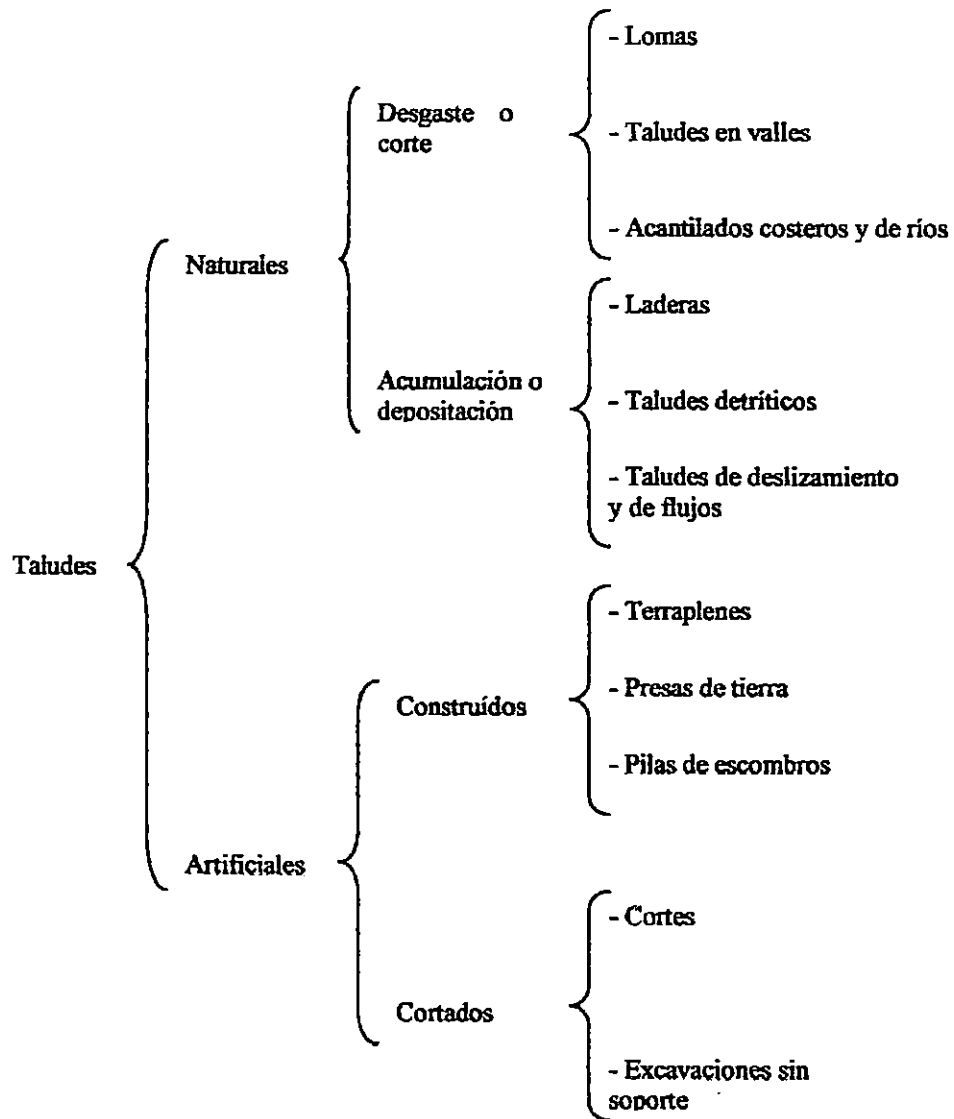 - Lomas
Desgaste o
corte
- Taludes en valles
- Acantilados costeros y de ríos
Naturales
- Laderas
Acumulación o
depositación
- Taludes detríticos
- Taludes de deslizamiento
y de flujos
Taludes
- Terraplenes
Construídos
- Presas de tierra
- Pilas de escombros
Artificiales
- Cortes
Cortados
- Excavaciones sin
soporte